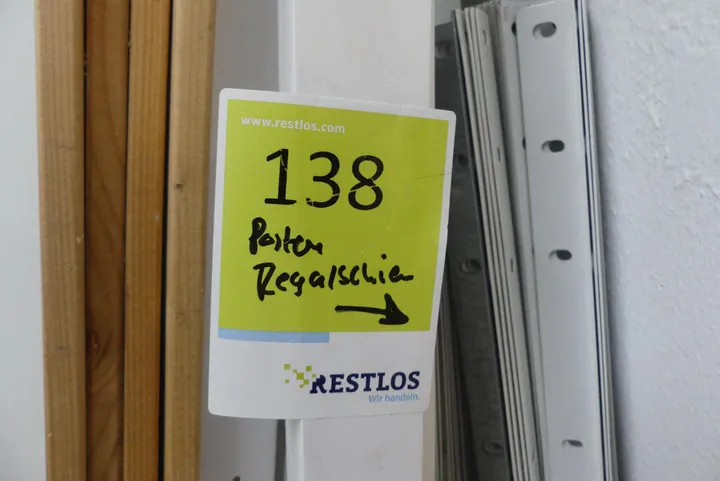 www.restlos.com
138
Posten
Regalschien
RESTLOS
Wir handeln.